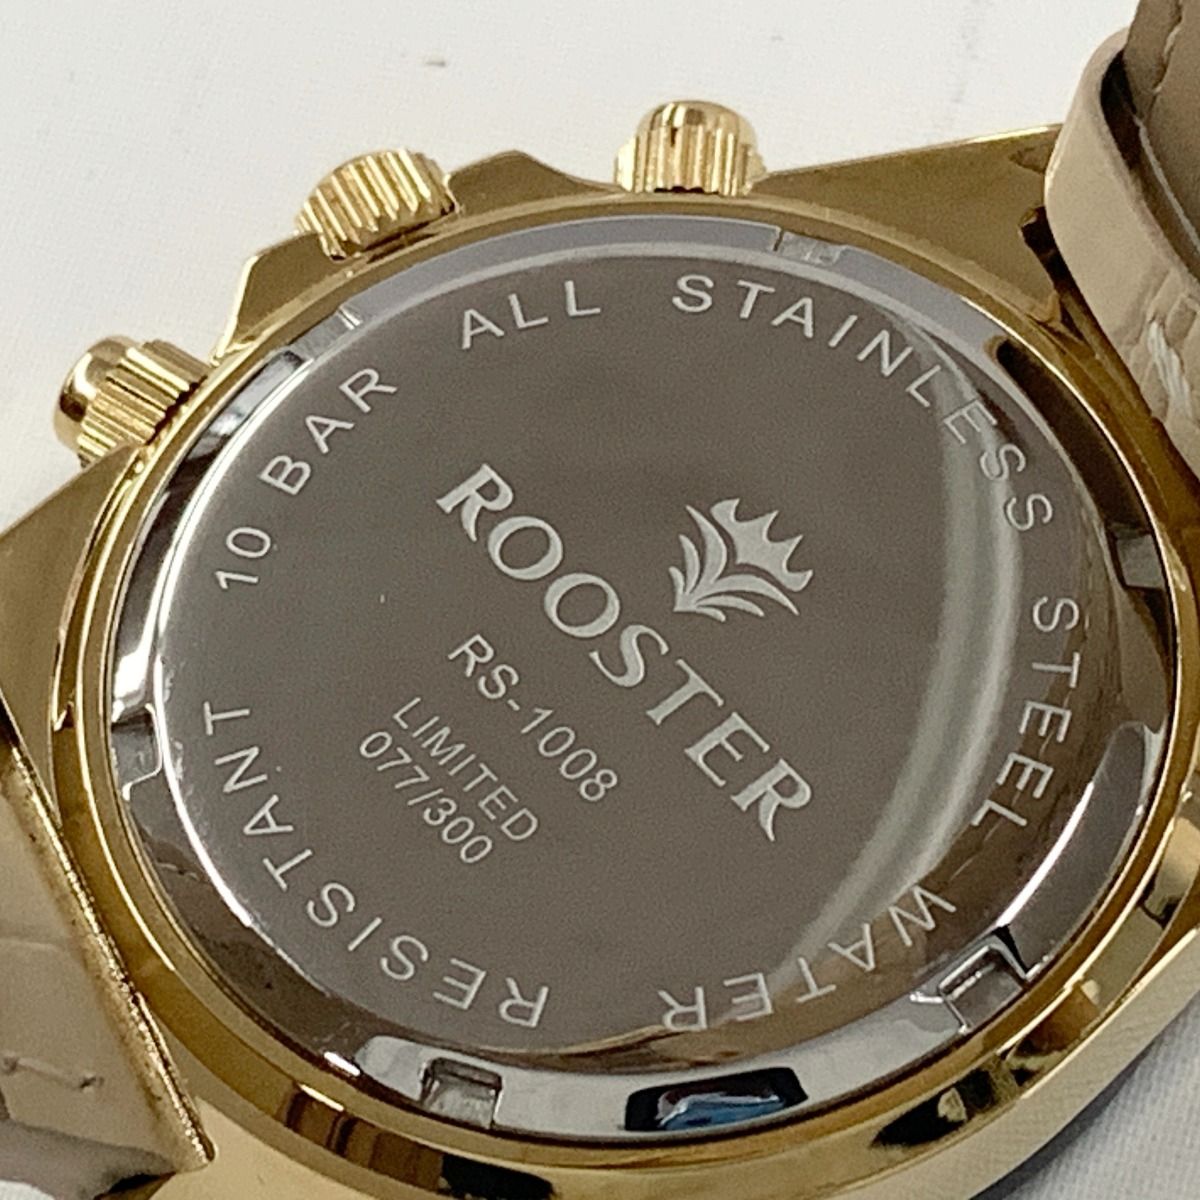 ROOSTER
RS-1008
LIMITED
077/300
ALL STAINLESS STEEL WATER RESISTANT 10 BAR